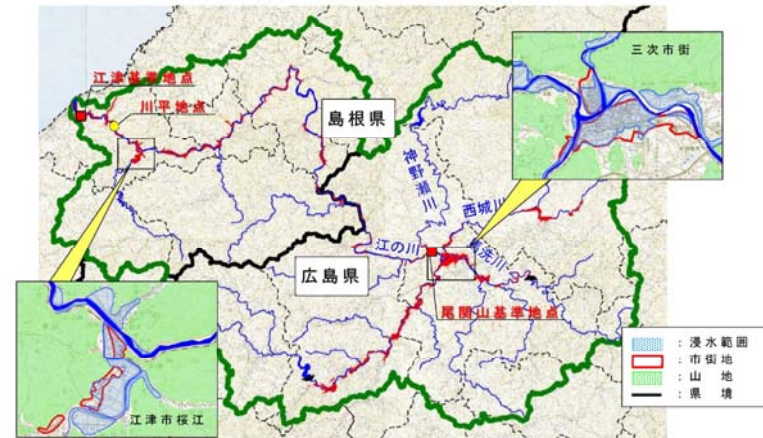 三次市街
江津基準地点
川平地点
島根県
神野瀬川
西城川
馬洗川
江の川
広島県
尾関山基準地点
江津市桜江
：浸水範囲
：市街地
：山地
：県境